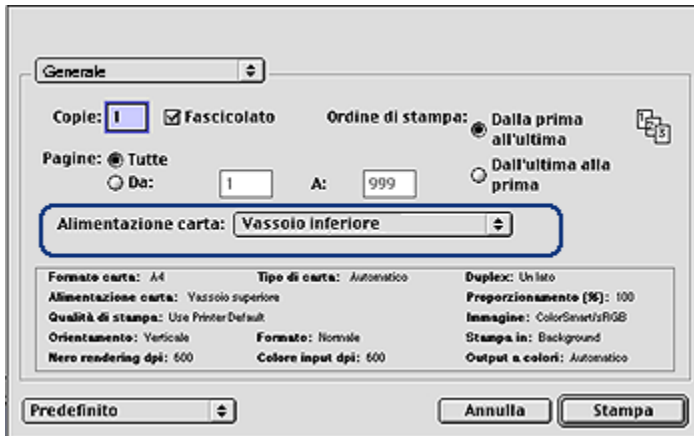 Generale
Copie: 1 Fascicolato Ordine di stampa: Dalla prima
all'ultima
Pagine: Tutte
Dall'ultima alla
prima
Da: 1 A: 999
Alimentazione carta: Vassoio inferiore
Formato carta: A4 Tipo di carta: Automatico Duplex: Un lato
Alimentazione carta: Vassoio superiore Proporzionamento (%): 100
Qualità di stampa: Use Printer Default Immagine: ColorSmart/sRGB
Orientamento: Verticale Formato: Normale Stampa in: Background
Nero rendering dpi: 600 Colore input dpi: 600 Output a colori: Automatico
Predefinito Annulla Stampa